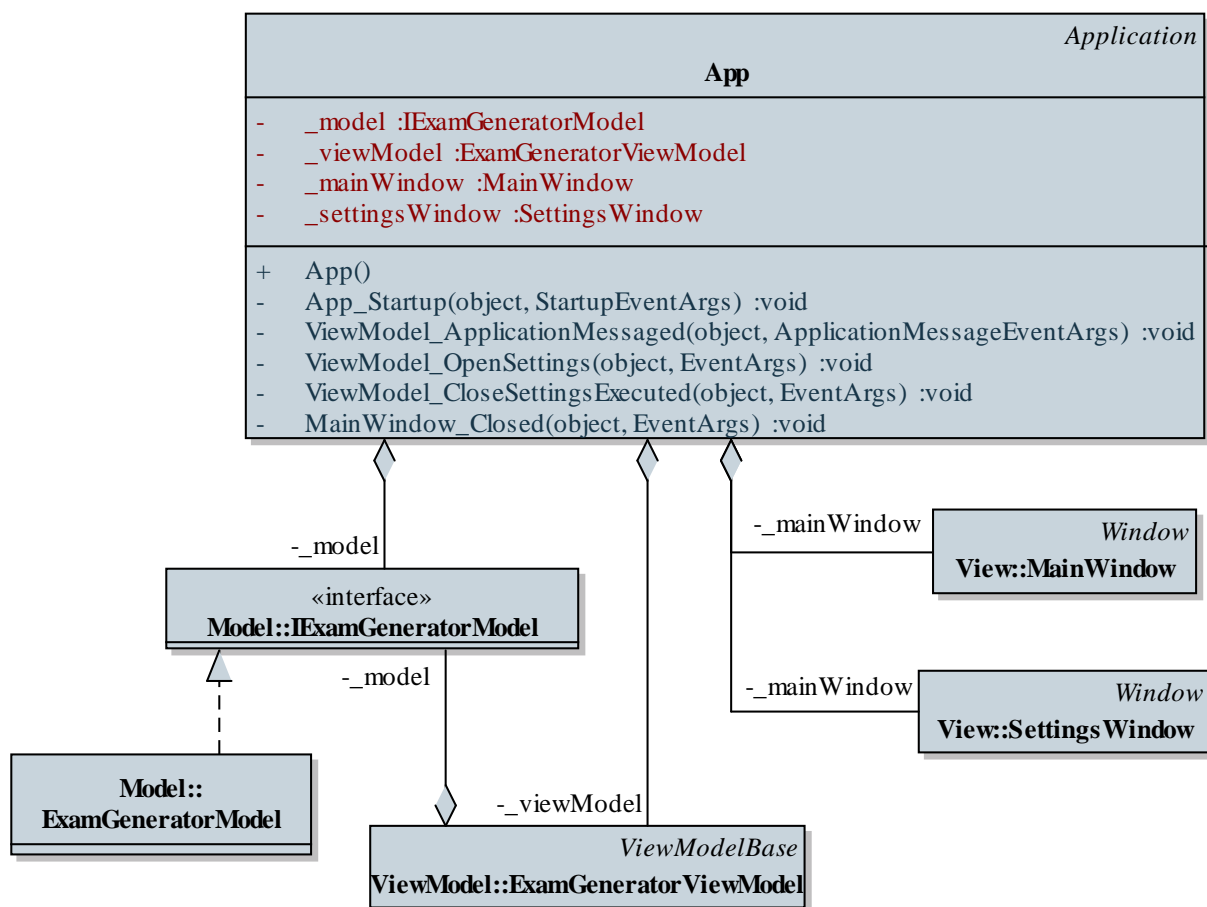 Application
App
- _model :IExamGeneratorModel
- _viewModel :ExamGeneratorViewModel
- _mainWindow :MainWindow
- _settingsWindow :SettingsWindow
+ App()
- App_Startup(object, StartupEventArgs) :void
- ViewModel_ApplicationMessaged(object, ApplicationMessageEventArgs) :void
- ViewModel_OpenSettings(object, EventArgs) :void
- ViewModel_CloseSettingsExecuted(object, EventArgs) :void
- MainWindow_Closed(object, EventArgs) :void
-_mainWindow
Window
View::MainWindow
-_model
«interface»
Model::IExamGeneratorModel
-_model
-_mainWindow
Window
View::SettingsWindow
Model::
ExamGeneratorModel
-_viewModel
ViewModelBase
ViewModel::ExamGeneratorViewModel